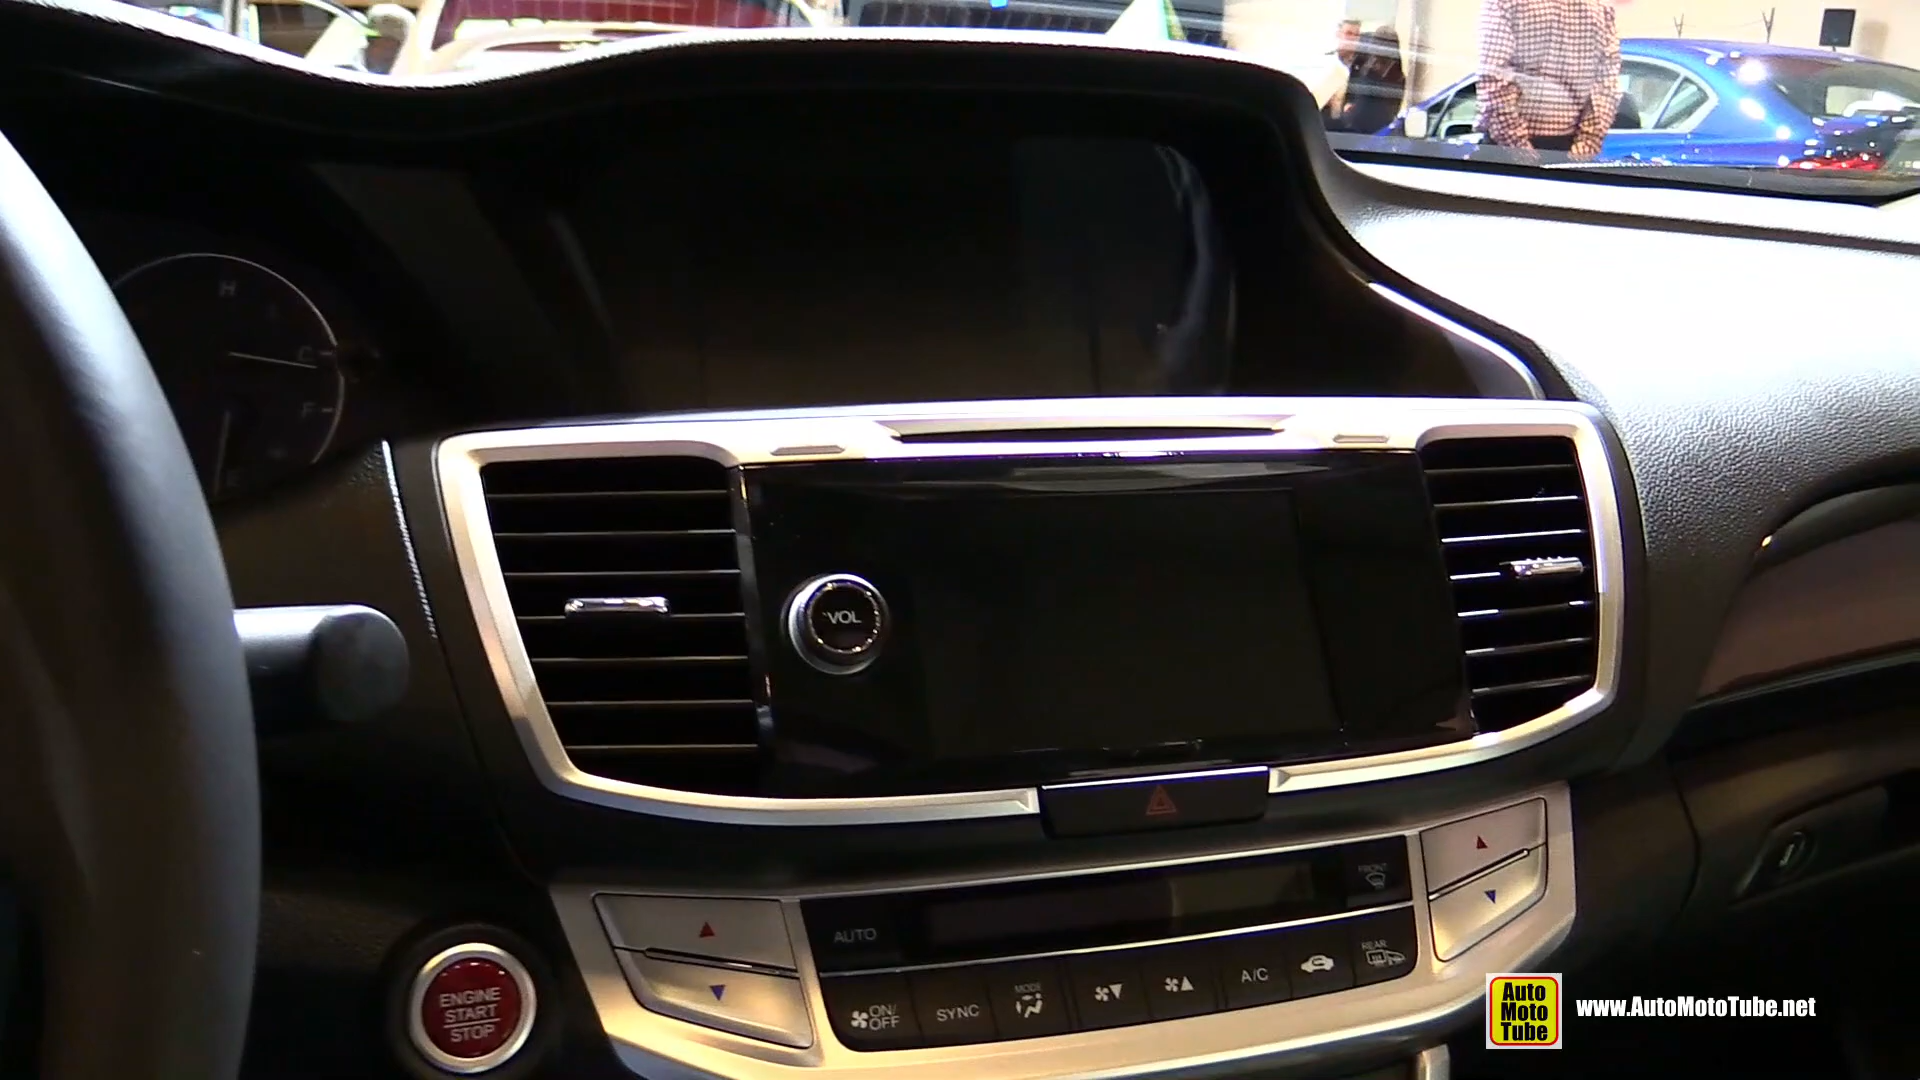 H
C
F
E
VOL
FRONT
AUTO
ON/
OFF
SYNC
MODE
A/C
REAR
ENGINE
START
STOP
Auto
Moto
Tube
www.AutoMotoTube.net